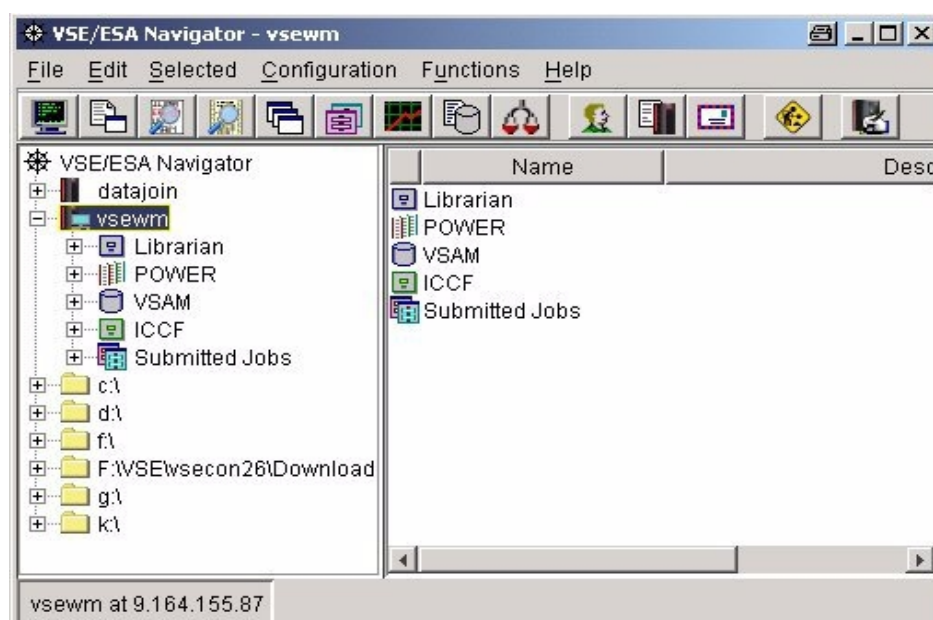 VSE/ESA Navigator - vsewm
File Edit Selected Configuration Functions Help
VSE/ESA Navigator
datajoin
vsewm
Librarian
POWER
VSAM
ICCF
Submitted Jobs
c:\
d:\
f:\
F:\VSE\vsecon26\Download
g:\
k:\
Name Desc
Librarian
POWER
VSAM
ICCF
Submitted Jobs
vsewm at 9.164.155.87